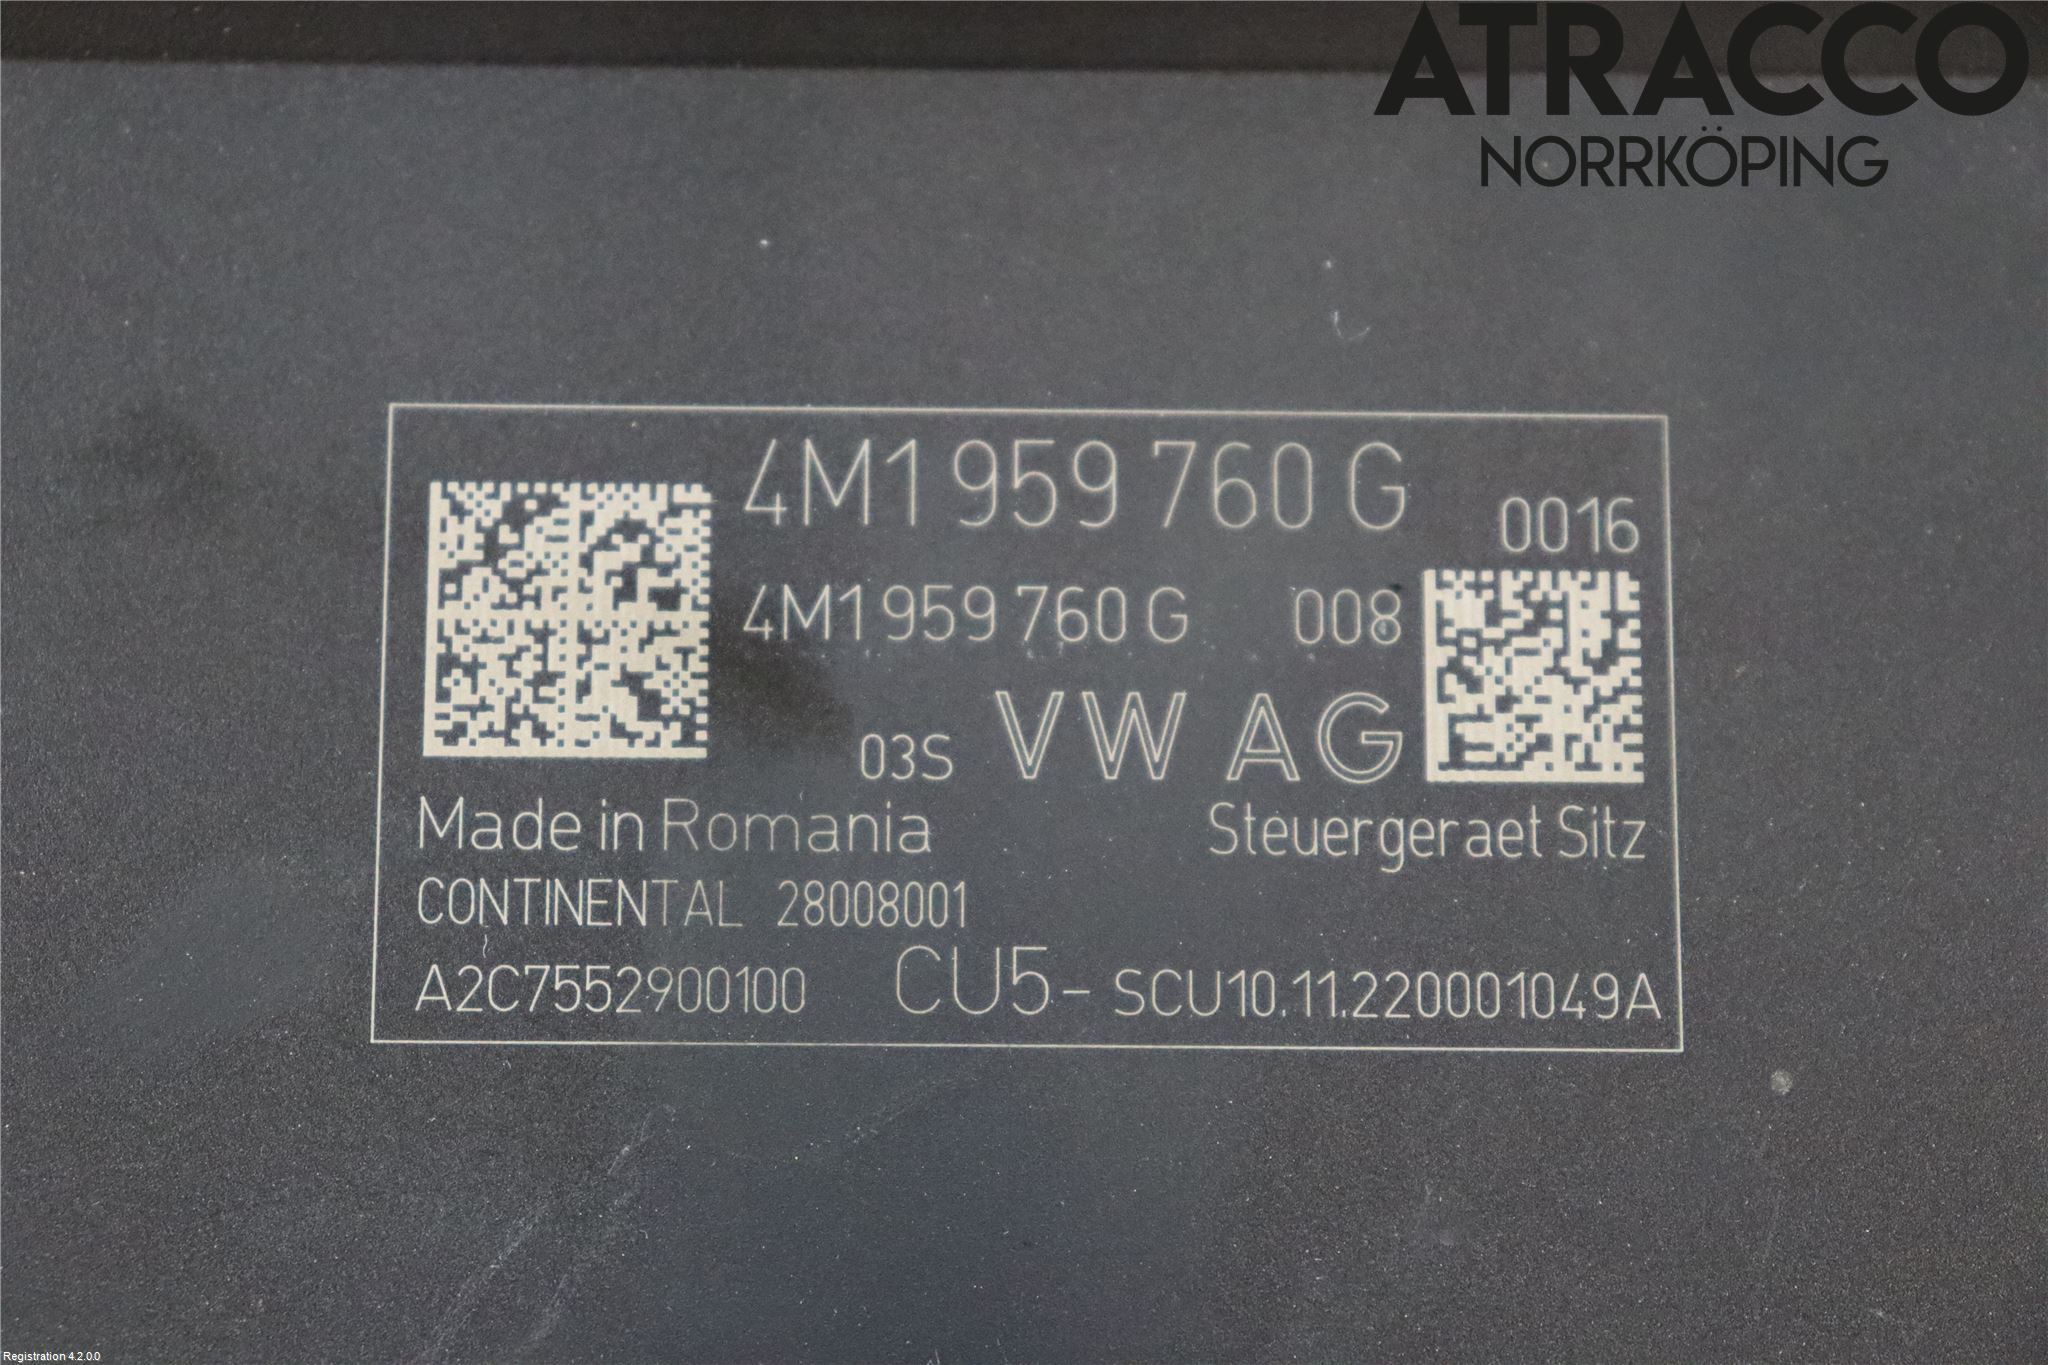 ATRACCO
NORRKÖPING
4M1 959 760 G
0016
4M1 959 760 G 008
03S VW AG
Made in Romania
Steuergeraet Sitz
CONTINENTAL 28008001
A2C7552900100 CU5- SCU10.11.220001049A
Registration 4.2.0.0